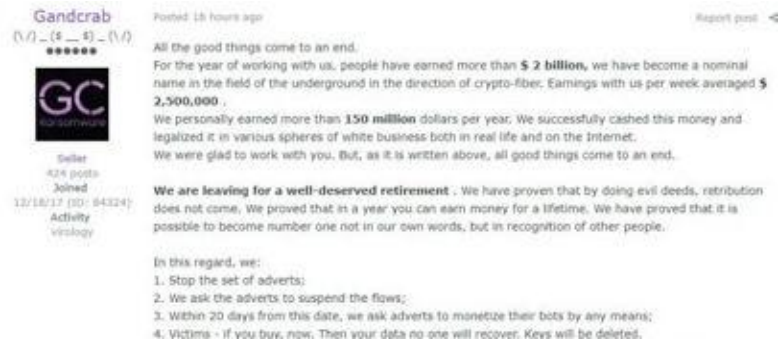 Gandcrab
Posted 18 hours ago
Report post
(\/)_($__$)_(\/)
●●●●●●
All the good things come to an end.
For the year of working with us, people have earned more than $ 2 billion, we have become a nominal
name in the field of the underground in the direction of crypto-fiber. Earnings with us per week averaged $
2,500,000 .
We personally earned more than 150 million dollars per year. We successfully cashed this money and
legalized it in various spheres of white business both in real life and on the Internet.
We were glad to work with you. But, as it is written above, all good things come to an end.
GC
ransomware
Seller
424 posts
Joined
12/18/17 (ID: 84324)
Activity
virology
We are leaving for a well-deserved retirement . We have proven that by doing evil deeds, retribution
does not come. We proved that in a year you can earn money for a lifetime. We have proved that it is
possible to become number one not in our own words, but in recognition of other people.
In this regard, we:
1. Stop the set of adverts;
2. We ask the adverts to suspend the flows;
3. Within 20 days from this date, we ask adverts to monetize their bots by any means;
4. Victims - if you buy, now. Then your data no one will recover. Keys will be deleted.